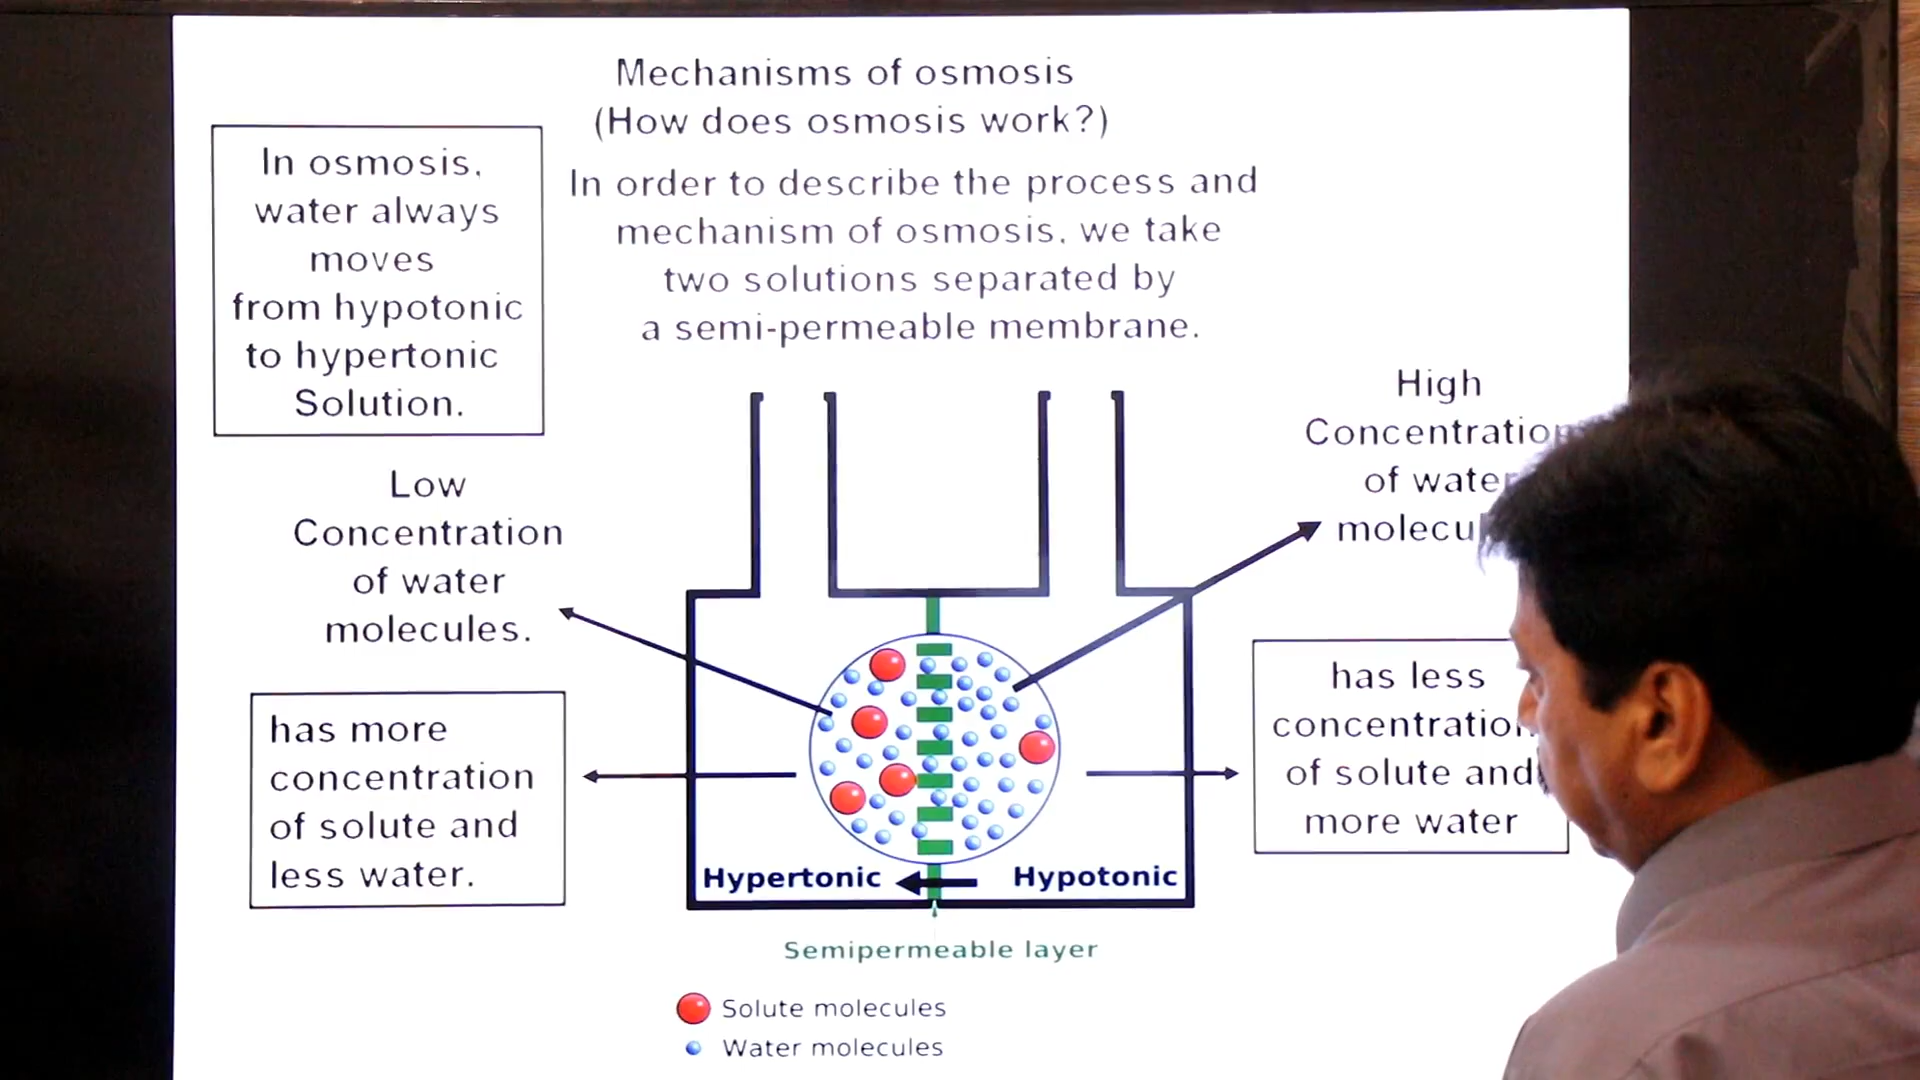 Mechanisms of osmosis
(How does osmosis work?)
In osmosis,
water always
moves
from hypotonic
to hypertonic
Solution.
In order to describe the process and
mechanism of osmosis, we take
two solutions separated by
a semi-permeable membrane.
High
of water
Low
Concentration
of water
molecules.
has more
concentration
of solute and
less water.
has less
of solute and
more water
Hypertonic
Hypotonic
Semipermeable layer
Solute molecules
Water molecules